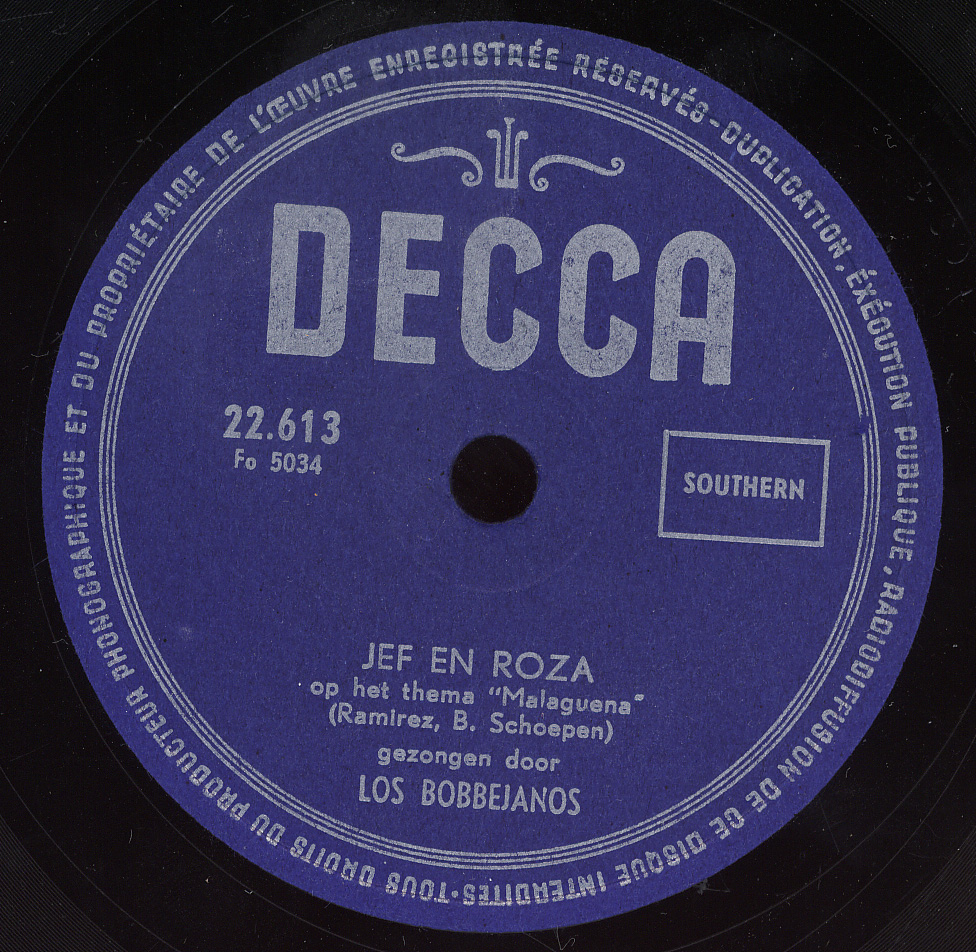 TOUS DROITS DU PRODUCTEUR PHONOGRAPHIQUE ET DU PROPRIÉTAIRE DE L'ŒUVRE ENREGISTRÉE RÉSERVÉS-DUPLICATION, ÉXÉCUTION PUBLIQUE, RADIODIFFUSION DE CE DISQUE INTERDITES·
DECCA
22.613
Fo 5034
SOUTHERN
JEF EN ROZA
op het thema "Malaguena"
(Ramirez, B. Schoepen)
gezongen door
LOS BOBBEJANOS